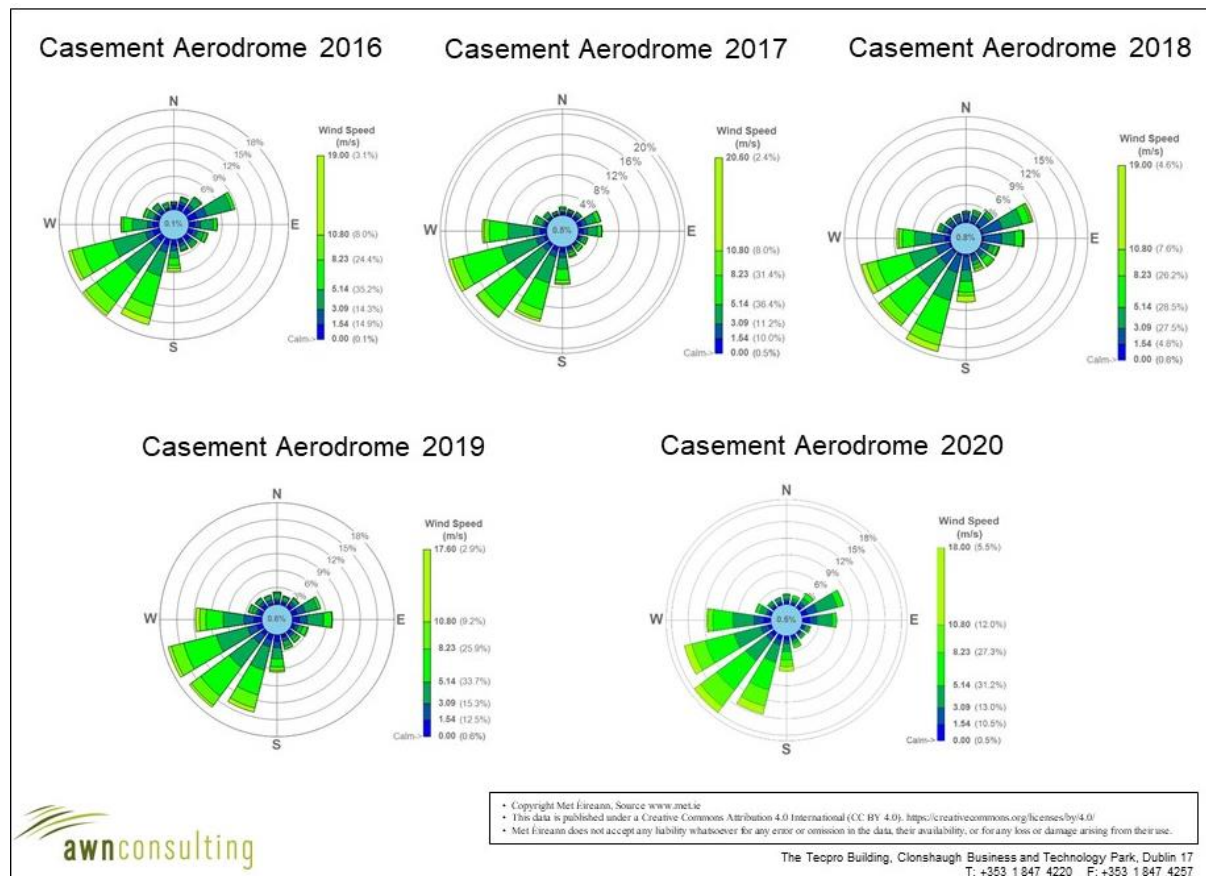 Casement Aerodrome 2016
N
W
E
S
18%
15%
12%
9%
6%
0.1%
Wind Speed
(m/s)
19.00 (3.1%)
10.80 (8.0%)
8.23 (24.4%)
5.14 (35.2%)
3.09 (14.3%)
1.54 (14.9%)
Calm-> 0.00 (0.1%)
Casement Aerodrome 2017
N
W
E
S
20%
16%
12%
8%
4%
0.5%
Wind Speed
(m/s)
20.60 (2.4%)
10.80 (8.0%)
8.23 (31.4%)
5.14 (36.4%)
3.09 (11.2%)
1.54 (10.0%)
Calm-> 0.00 (0.5%)
Casement Aerodrome 2018
N
W
E
S
15%
12%
9%
6%
Wind Speed
(m/s)
19.00 (4.6%)
10.80 (7.6%)
8.23 (26.2%)
5.14 (28.5%)
3.09 (27.5%)
1.54 (4.8%)
Calm-> 0.00
Casement Aerodrome 2019
N
W
E
S
18%
15%
12%
9%
6%
0.6%
Wind Speed
(m/s)
17.60 (2.9%)
10.80 (9.2%)
8.23 (25.9%)
5.14 (33.7%)
3.09 (15.3%)
1.54 (12.5%)
Calm-> 0.00 (0.6%)
Casement Aerodrome 2020
N
W
E
S
18%
15%
12%
9%
6%
0.5%
Wind Speed
(m/s)
18.00 (5.5%)
10.80 (12.0%)
8.23 (27.3%)
5.14 (31.2%)
3.09 (13.0%)
1.54 (10.5%)
Calm-> 0.00 (0.5%)
awnconsulting
• Copyright Met Éireann, Source www.met.ie
• This data is published under a Creative Commons Attribution 4.0 International (CC BY 4.0). https://creativecommons.org/licenses/by/4.0/
• Met Éireann does not accept any liability whatsoever for any error or omission in the data, their availability, or for any loss or damage arising from their use.
The Tecpro Building, Clonshaugh Business and Technology Park, Dublin 17
T: +353 1 847 4220 F: +353 1 847 4257